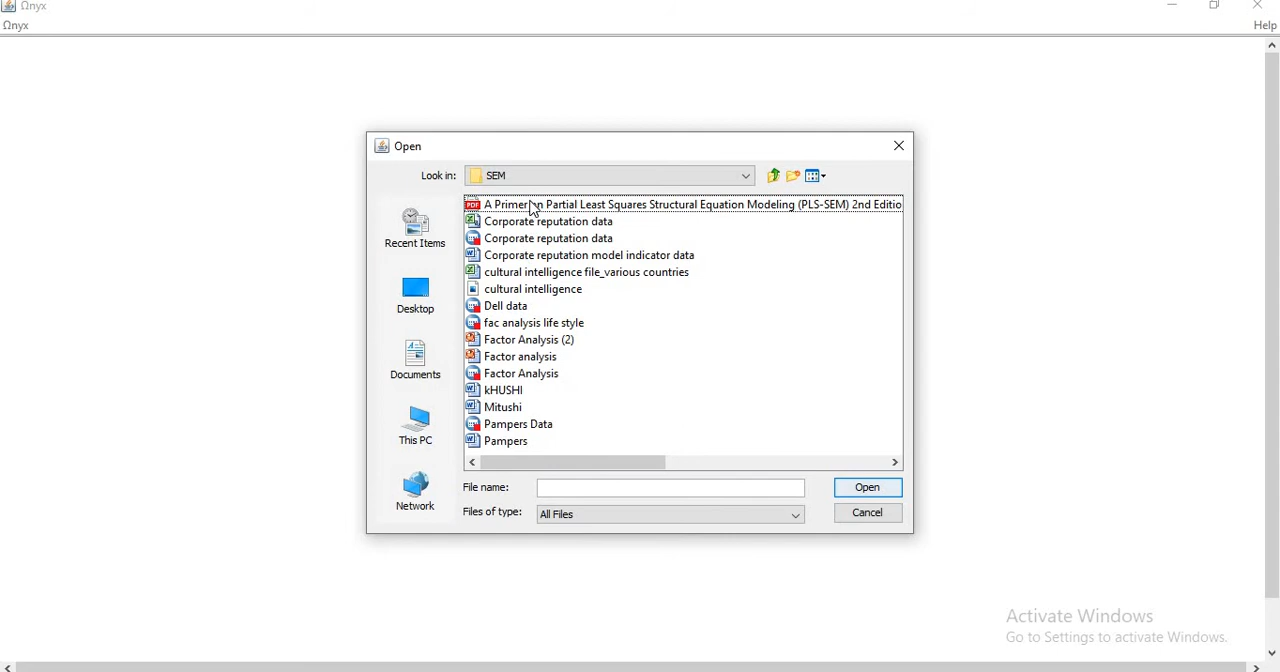 Ωnyx
Ωnyx Help
Open
Look in: SEM
A Primer on Partial Least Squares Structural Equation Modeling (PLS-SEM) 2nd Editio
Corporate reputation data
Recent Items
Corporate reputation data
Corporate reputation model indicator data
cultural intelligence file_various countries
cultural intelligence
Desktop
Dell data
fac analysis life style
Factor Analysis (2)
Factor analysis
Documents
Factor Analysis
kHUSHI
Mitushi
Pampers Data
This PC
Pampers
File name: Open
Network
Files of type: All Files Cancel
Activate Windows
Go to Settings to activate Windows.